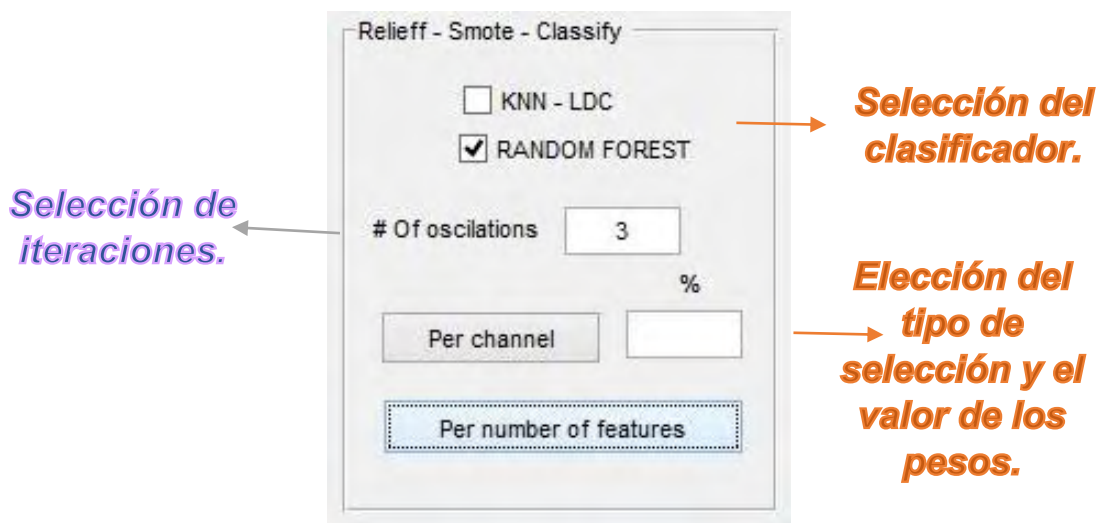 Relieff - Smote - Classify
KNN - LDC
RANDOM FOREST
Selección del
clasificador.
Selección de
iteraciones.
# Of oscilations
3
%
Per channel
Per number of features
Elección del
tipo de
selección y el
valor de los
pesos.